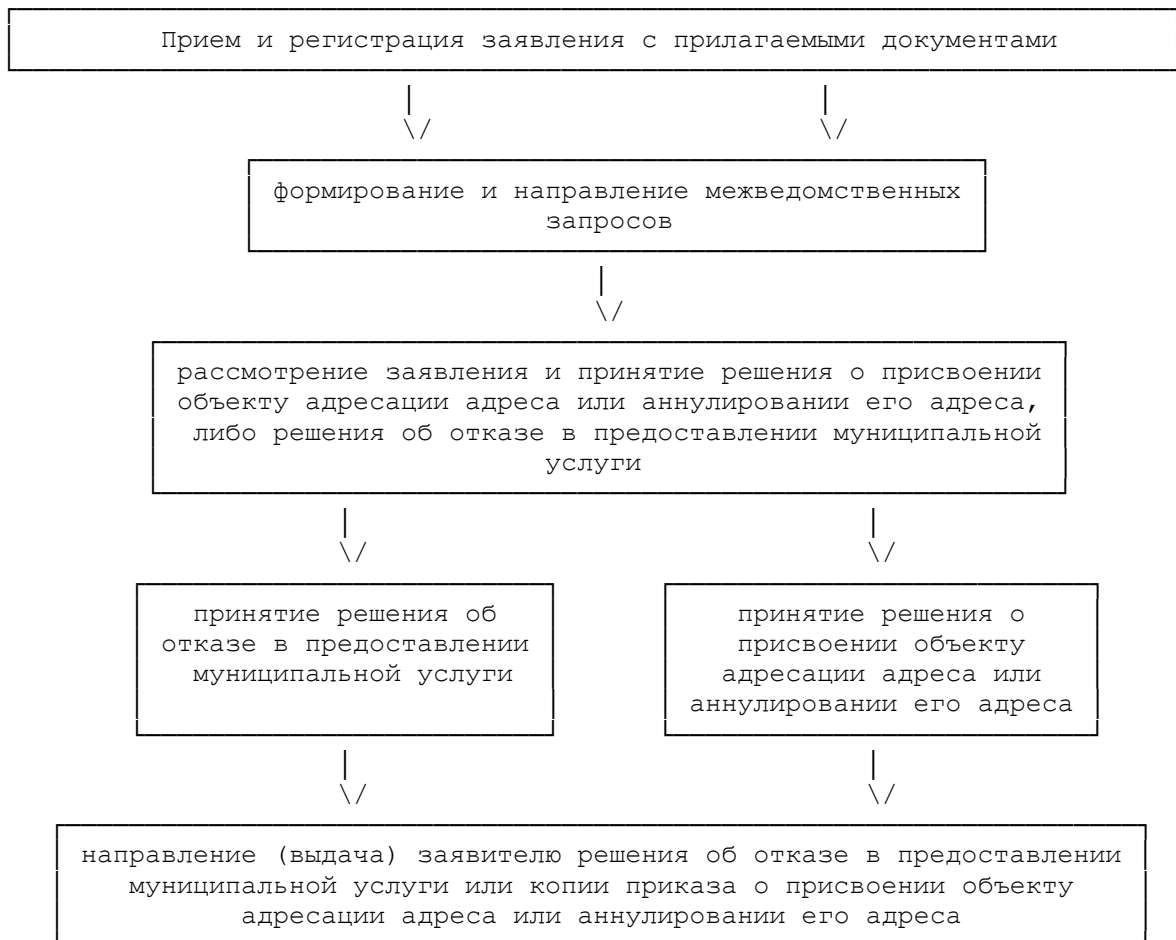 Прием и регистрация заявления с прилагаемыми документами
формирование и направление межведомственных
запросов
рассмотрение заявления и принятие решения о присвоении
объекту адресации адреса или аннулировании его адреса,
либо решения об отказе в предоставлении муниципальной
услуги
принятие решения об
отказе в предоставлении
муниципальной услуги
принятие решения о
присвоении объекту
адресации адреса или
аннулировании его адреса
направление (выдача) заявителю решения об отказе в предоставлении
муниципальной услуги или копии приказа о присвоении объекту
адресации адреса или аннулировании его адреса